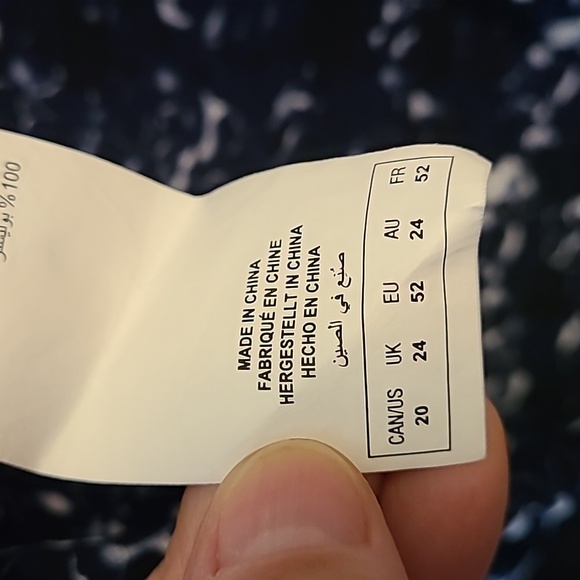 100 % بوليستر
MADE IN CHINA
FABRIQUÉ EN CHINE
HERGESTELLT IN CHINA
HECHO EN CHINA
صُنع في الصين
CAN/US UK EU AU FR
20 24 52 24 52